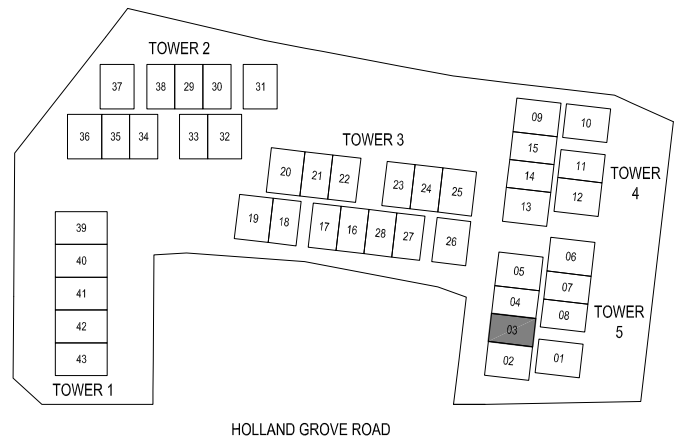 TOWER 2
37 38 29 30 31
36 35 34 33 32
TOWER 3
20 21 22 23 24 25
19 18 17 16 28 27 26
09 10
15
14 11
13 12
TOWER
4
39
40
41
42
43
TOWER 1
05 06
04 07
03 08
02 01
TOWER
5
HOLLAND GROVE ROAD